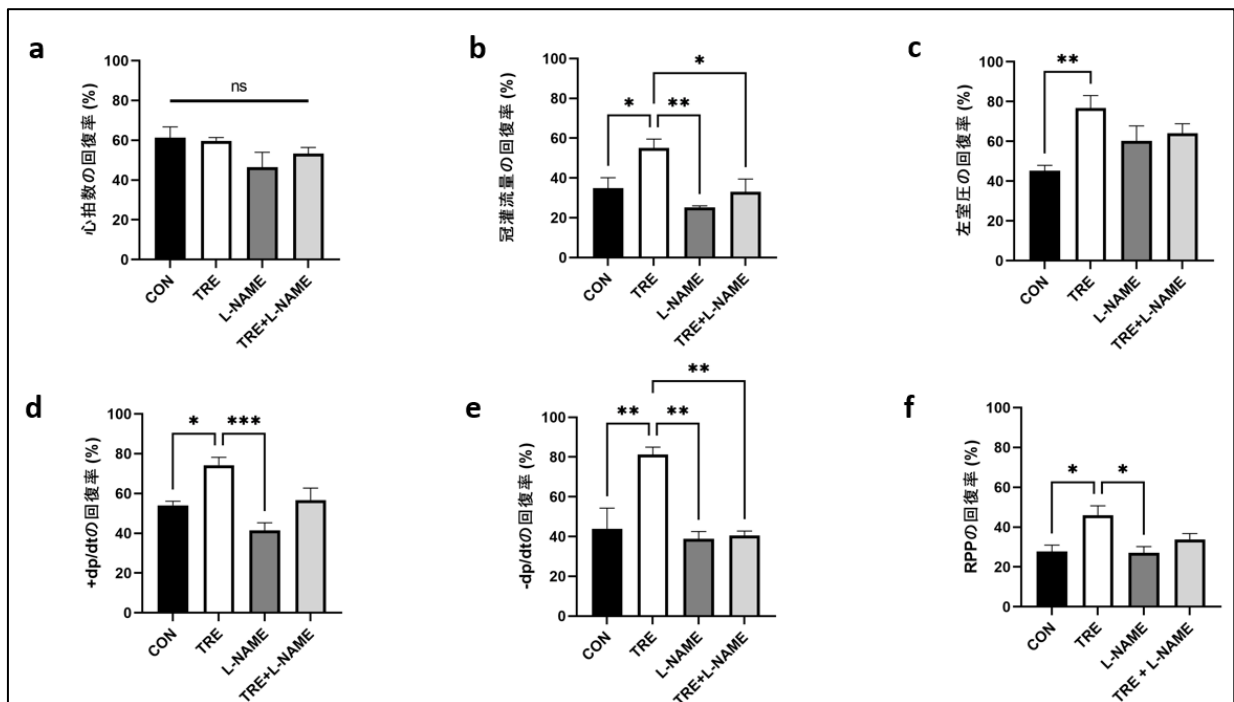 a
心拍数の回復率 (%)
100
80
60
40
20
0
ns
CON
TRE
L-NAME
TRE+L-NAME
b
冠灌流量の回復率 (%)
100
80
60
40
20
0
*
**
*
CON
TRE
L-NAME
TRE+L-NAME
c
左室圧の回復率 (%)
100
80
60
40
20
0
**
CON
TRE
L-NAME
TRE+L-NAME
d
+dp/dtの回復率 (%)
100
80
60
40
20
0
*
***
CON
TRE
L-NAME
TRE+L-NAME
e
-dp/dtの回復率 (%)
100
80
60
40
20
0
**
**
**
CON
TRE
L-NAME
TRE+L-NAME
f
RPPの回復率 (%)
100
80
60
40
20
0
*
*
CON
TRE
L-NAME
TRE + L-NAME